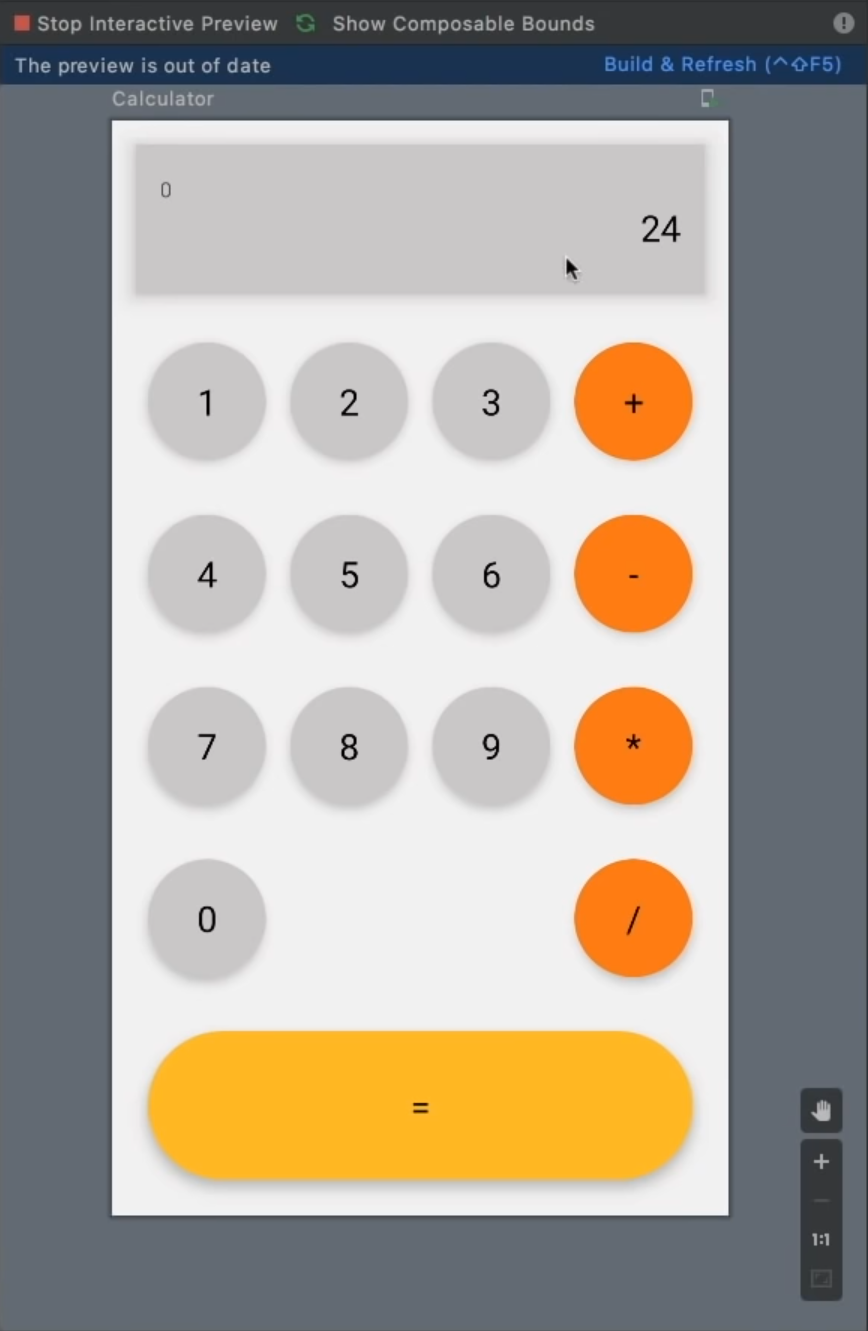 Stop Interactive Preview Show Composable Bounds
The preview is out of date Build & Refresh (^⇧F5)
Calculator
0
24
1 2 3 +
4 5 6 -
7 8 9 *
0 /
=
+
1:1